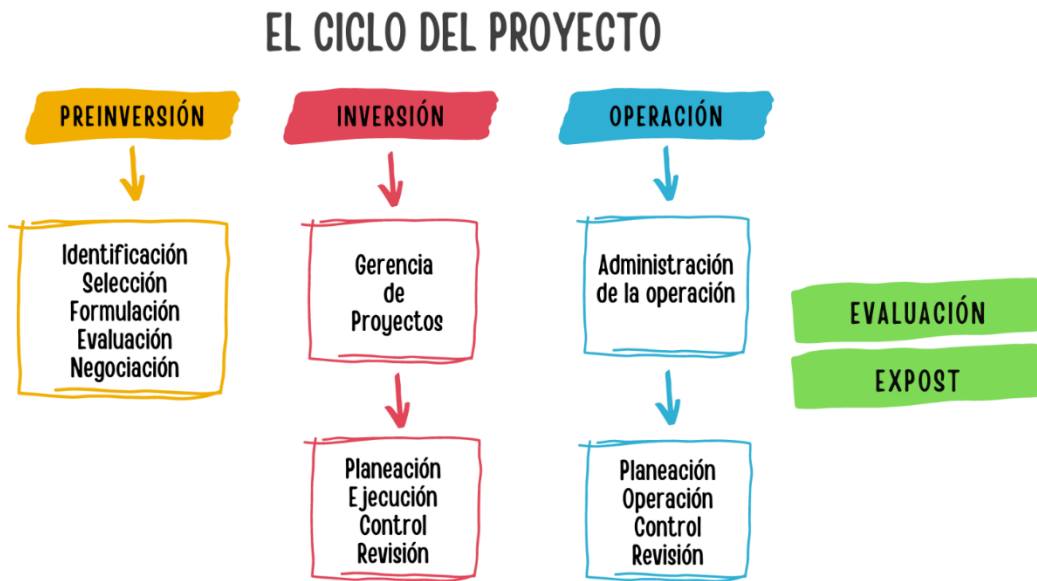 EL CICLO DEL PROYECTO
PREINVERSIÓN
Identificación
Selección
Formulación
Evaluación
Negociación
INVERSIÓN
Gerencia
de
Proyectos
Planeación
Ejecución
Control
Revisión
OPERACIÓN
Administración
de la operación
Planeación
Operación
Control
Revisión
EVALUACIÓN
EXPOST